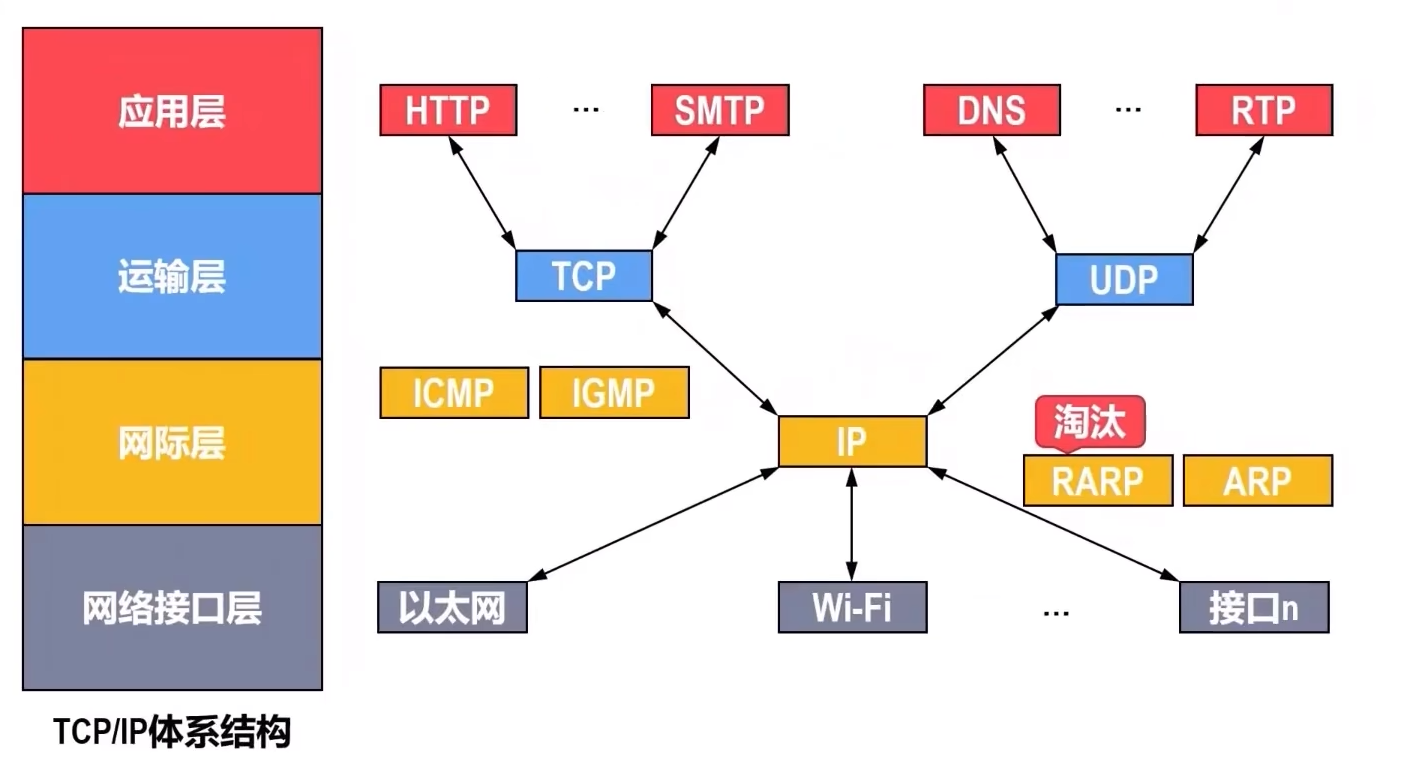 应用层
HTTP ... SMTP DNS ... RTP
运输层
TCP UDP
ICMP IGMP
网际层
IP
淘汰
RARP ARP
网络接口层
以太网 Wi-Fi ... 接口n
TCP/IP体系结构